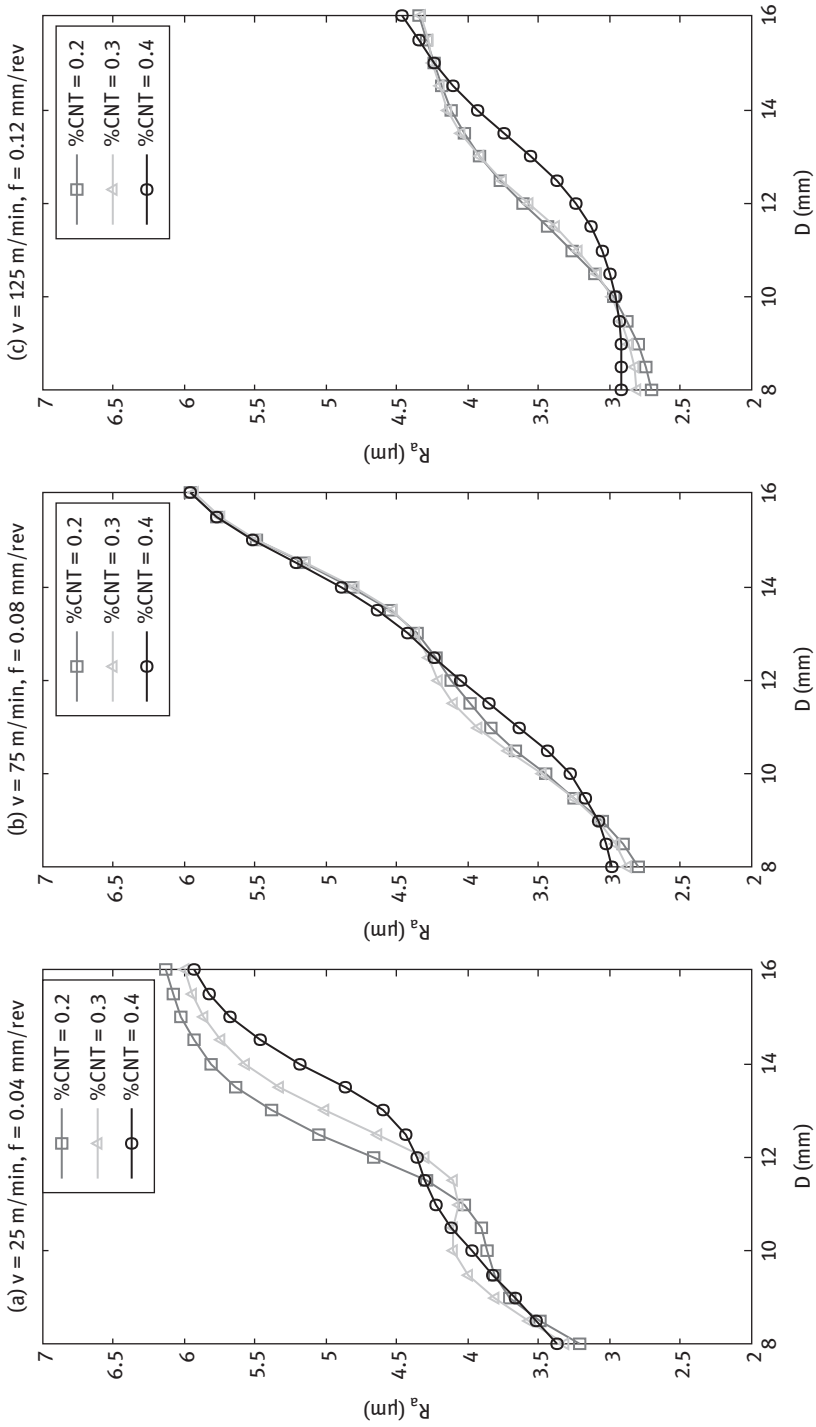 (a) v = 25 m/min, f = 0.04 mm/rev
7
6.5
6
5.5
5
4.5
4
3.5
3
2.5
2
Ra (μm)
8
10
12
14
16
D (mm)
%CNT = 0.2
%CNT = 0.3
%CNT = 0.4
(b) v = 75 m/min, f = 0.08 mm/rev
7
6.5
6
5.5
5
4.5
4
3.5
3
2.5
2
Ra (μm)
8
10
12
14
16
D (mm)
%CNT = 0.2
%CNT = 0.3
%CNT = 0.4
(c) v = 125 m/min, f = 0.12 mm/rev
7
6.5
6
5.5
5
4.5
4
3.5
3
2.5
2
Ra (μm)
8
10
12
14
16
D (mm)
%CNT = 0.2
%CNT = 0.3
%CNT = 0.4